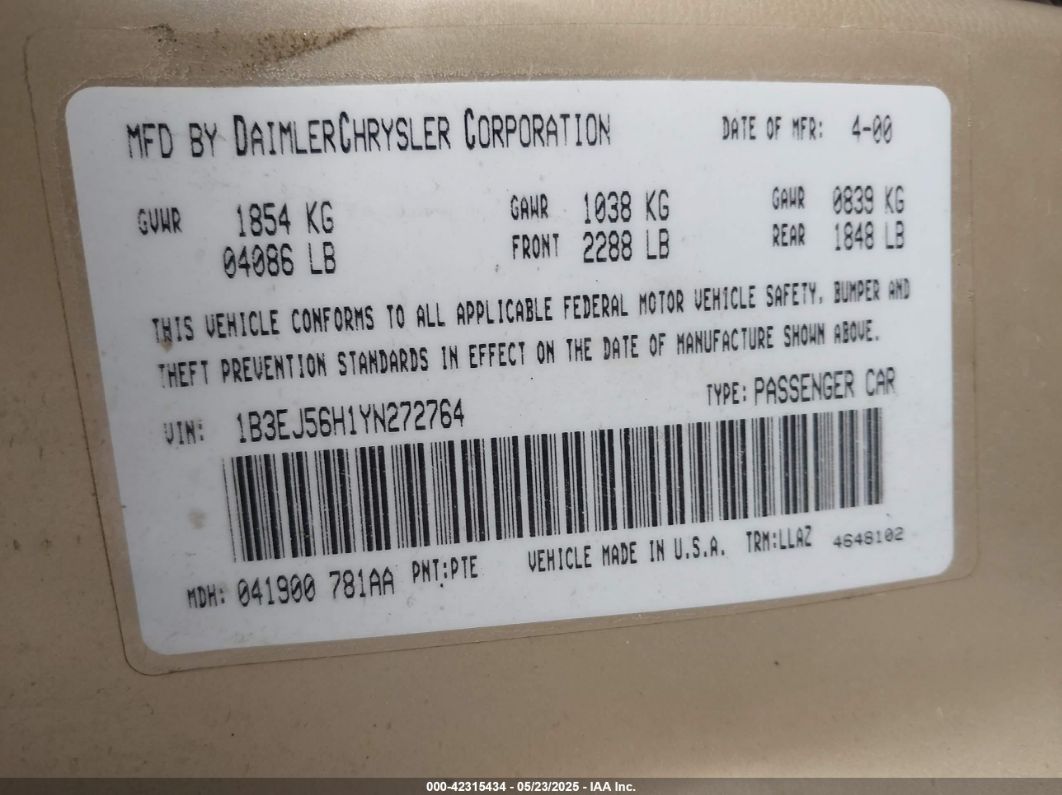 MFD BY DAIMLERCHRYSLER CORPORATION DATE OF MFR: 4-00
GVWR 1854 KG GAWR 1038 KG GAWR 0839 KG
04086 LB FRONT 2288 LB REAR 1848 LB
THIS VEHICLE CONFORMS TO ALL APPLICABLE FEDERAL MOTOR VEHICLE SAFETY, BUMPER AND
THEFT PREVENTION STANDARDS IN EFFECT ON THE DATE OF MANUFACTURE SHOWN ABOVE.
VIN: 1B3EJ56H1YN272764 TYPE: PASSENGER CAR
MDH: 041900 781AA PNT:PTE VEHICLE MADE IN U.S.A. TRM:LLAZ 4648102
000-42315434 - 05/23/2025 - IAA Inc.